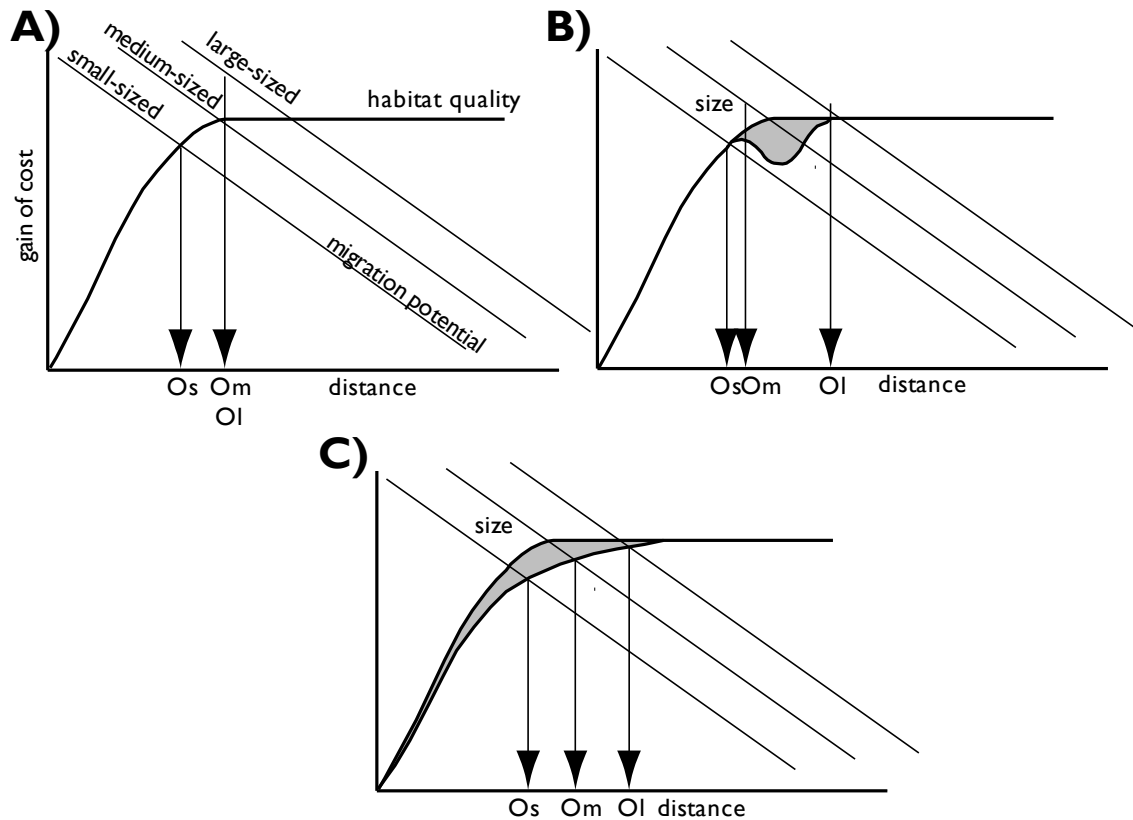 A)
small-sized
medium-sized
large-sized
habitat quality
gain of cost
migration potential
Os Om distance
Ol
B)
size
Os Om Ol distance
C)
size
Os Om Ol distance